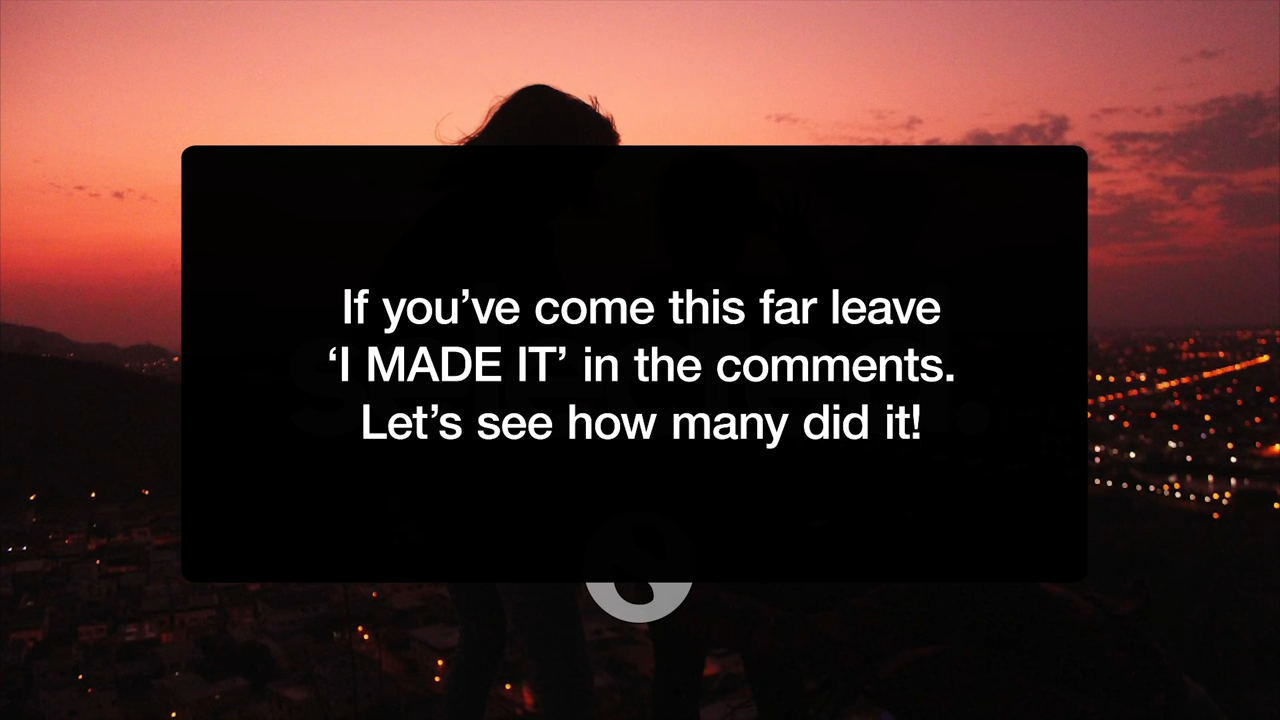 If you’ve come this far leave
‘I MADE IT’ in the comments.
Let’s see how many did it!